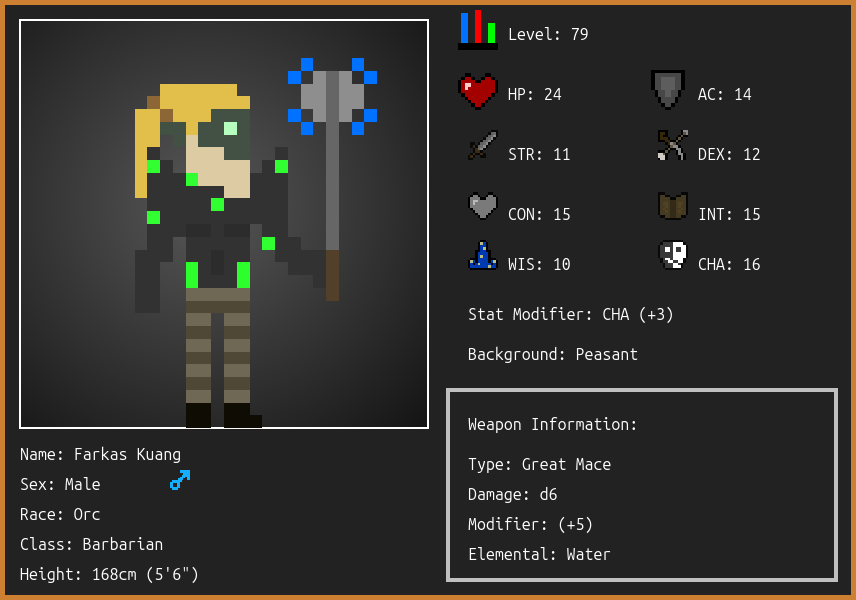 Level: 79
HP: 24
AC: 14
STR: 11
DEX: 12
CON: 15
INT: 15
WIS: 10
CHA: 16
Stat Modifier: CHA (+3)
Background: Peasant
Name: Farkas Kuang
Sex: Male
Race: Orc
Class: Barbarian
Height: 168cm (5'6")
Weapon Information:
Type: Great Mace
Damage: d6
Modifier: (+5)
Elemental: Water